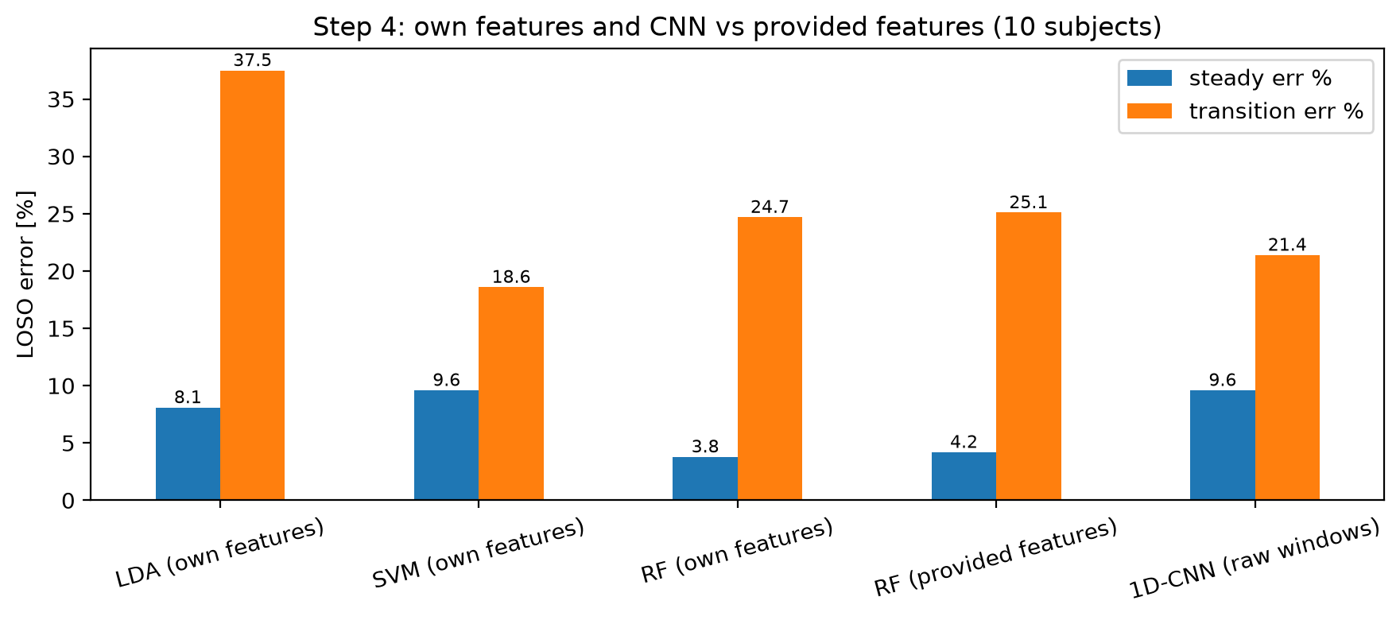 Step 4: own features and CNN vs provided features (10 subjects)
steady err %
transition err %
LOSO error [%]
35
30
25
20
15
10
5
0
8.1
37.5
9.6
18.6
3.8
24.7
4.2
25.1
9.6
21.4
LDA (own features)
SVM (own features)
RF (own features)
RF (provided features)
1D-CNN (raw windows)